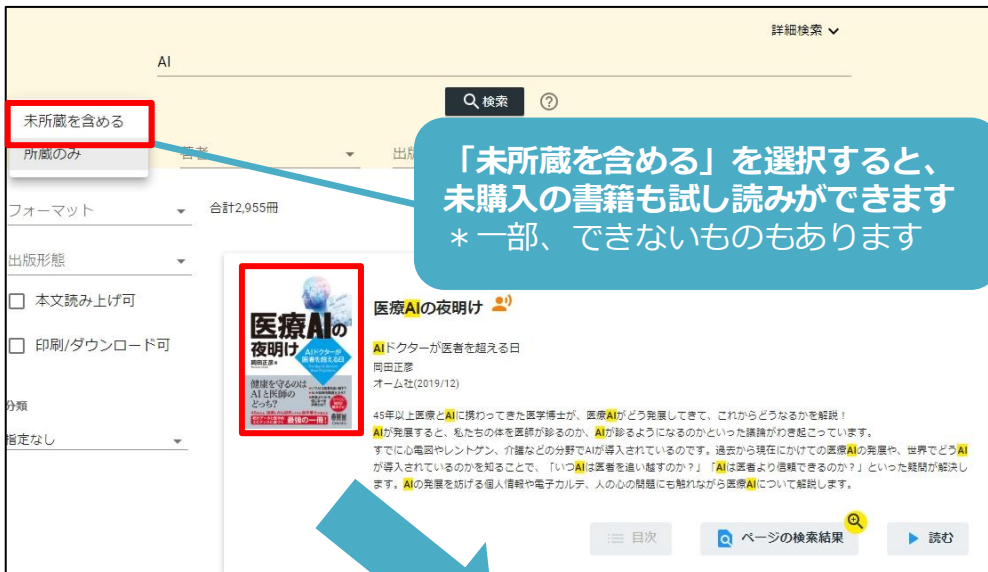 詳細検索
AI
検索
未所蔵を含める
所蔵のみ
著者
出版
「未所蔵を含める」を選択すると、
未購入の書籍も試し読みができます
＊一部、できないものもあります
フォーマット
合計2,955冊
出版形態
本文読み上げ可
印刷/ダウンロード可
分類
指定なし
医療AIの
夜明け
AIドクターが
医者を超える日
岡田正彦
健康を守るのは
AIと医師の
どっち?
最強の一冊!
医療AIの夜明け
AIドクターが医者を超える日
岡田正彦
オーム社(2019/12)
45年以上医療とAIに携わってきた医学博士が、医療AIがどう発展してきて、これからどうなるかを解説！
AIが発展すると、私たちの体を医師が診るのか、AIが診るようになるのかといった議論がわき起こっています。
すでに心電図やレントゲン、介護などの分野でAIが導入されているのです。過去から現在にかけての医療AIの発展や、世界でどうAI
が導入されているのかを知ることで、「いつAIは医者を追い越すのか？」「AIは医者より信頼できるのか？」といった疑問が解決し
ます。AIの発展を妨げる個人情報や電子カルテ、人の心の問題にも触れながら医療AIについて解説します。
目次
ページの検索結果
読む